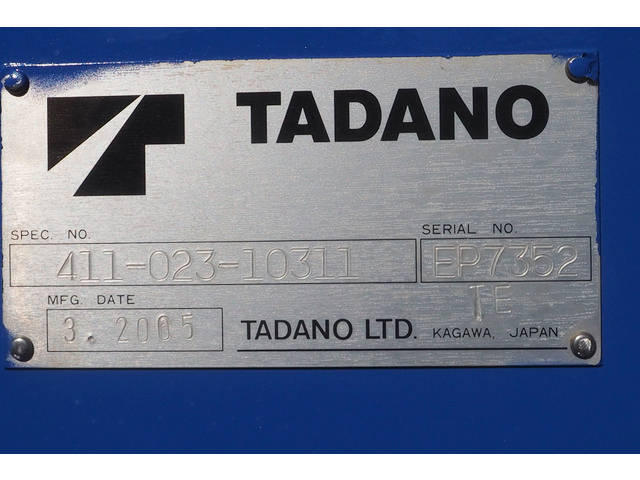 TADANO
SPEC. NO.
411-023-10311
SERIAL NO.
EP7352
TE
MFG. DATE
3. 2005
TADANO LTD. KAGAWA, JAPAN